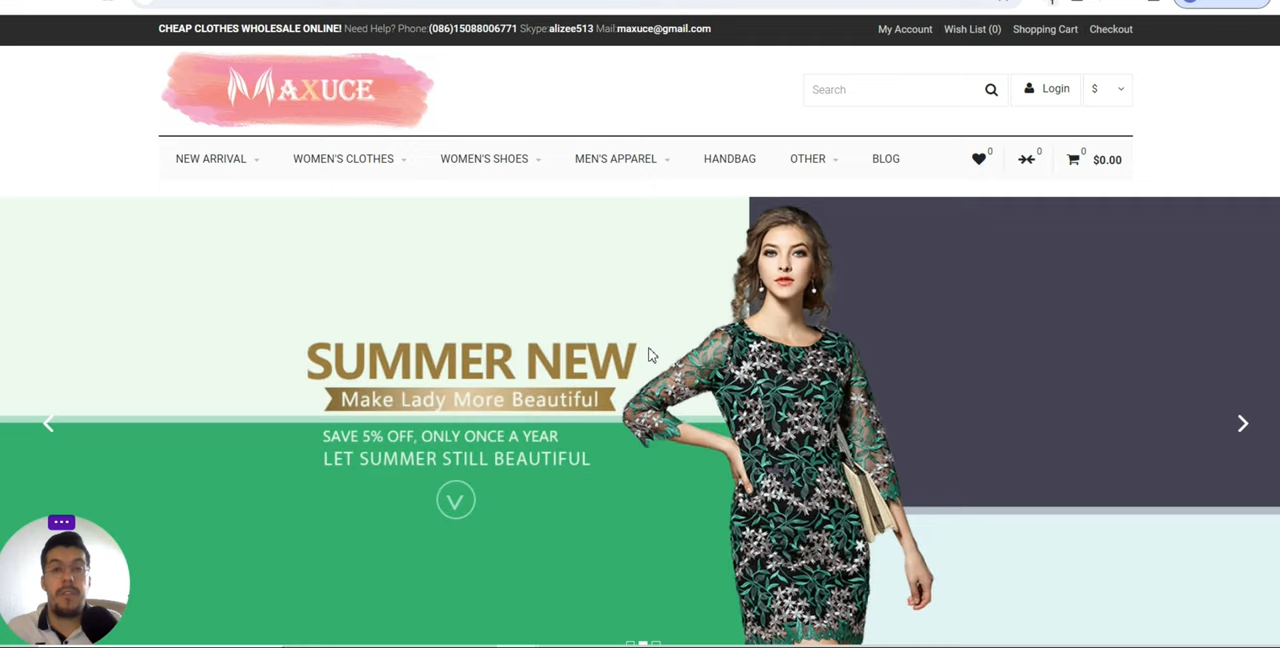 CHEAP CLOTHES WHOLESALE ONLINE! Need Help? Phone:(086)15088006771 Skype:alizee513 Mail:maxuce@gmail.com
My Account Wish List (0) Shopping Cart Checkout
MAXUCE
Search
Login
$
NEW ARRIVAL WOMEN'S CLOTHES WOMEN'S SHOES MEN'S APPAREL HANDBAG OTHER BLOG
0 0 0 $0.00
SUMMER NEW
Make Lady More Beautiful
SAVE 5% OFF, ONLY ONCE A YEAR
LET SUMMER STILL BEAUTIFUL